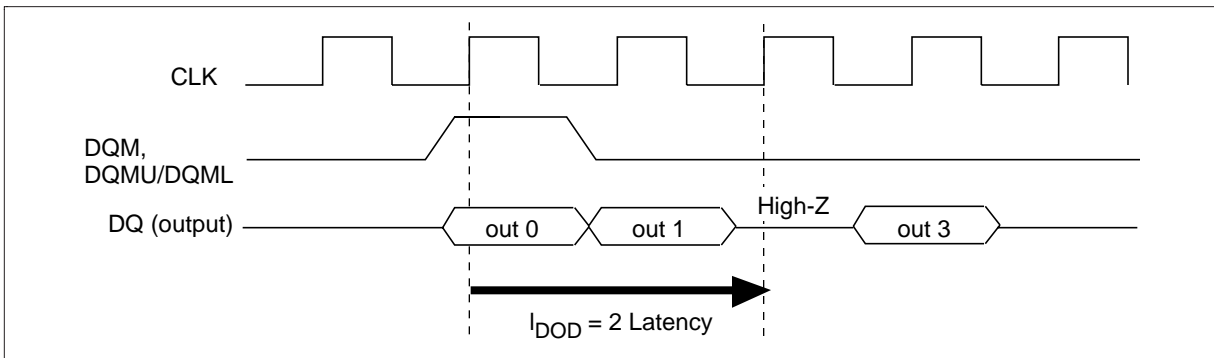 CLK
DQM,
DQMU/DQML
High-Z
DQ (output)
out 0
out 1
out 3
lDOD = 2 Latency